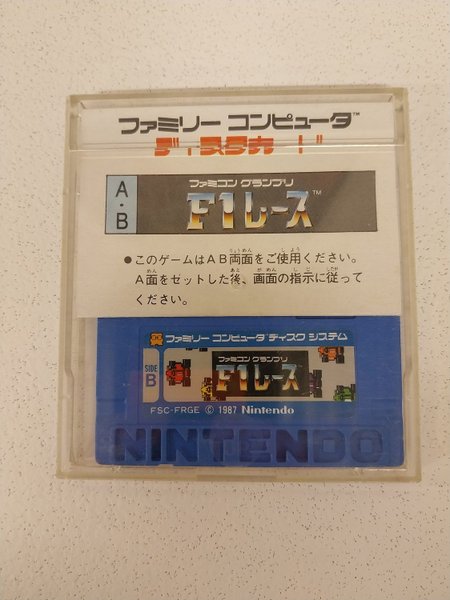 ファミリー コンピュータ™
ディスクカード
A・B
ファミコン グランプリ
F1レース™
●このゲームはAB両面をご使用ください。
A面をセットした後、画面の指示に従って
ください。
ファミリー コンピュータ ディスク システム
ファミコン グランプリ
SIDE B
F1レース
FSC-FRGE © 1987 Nintendo
NINTENDO